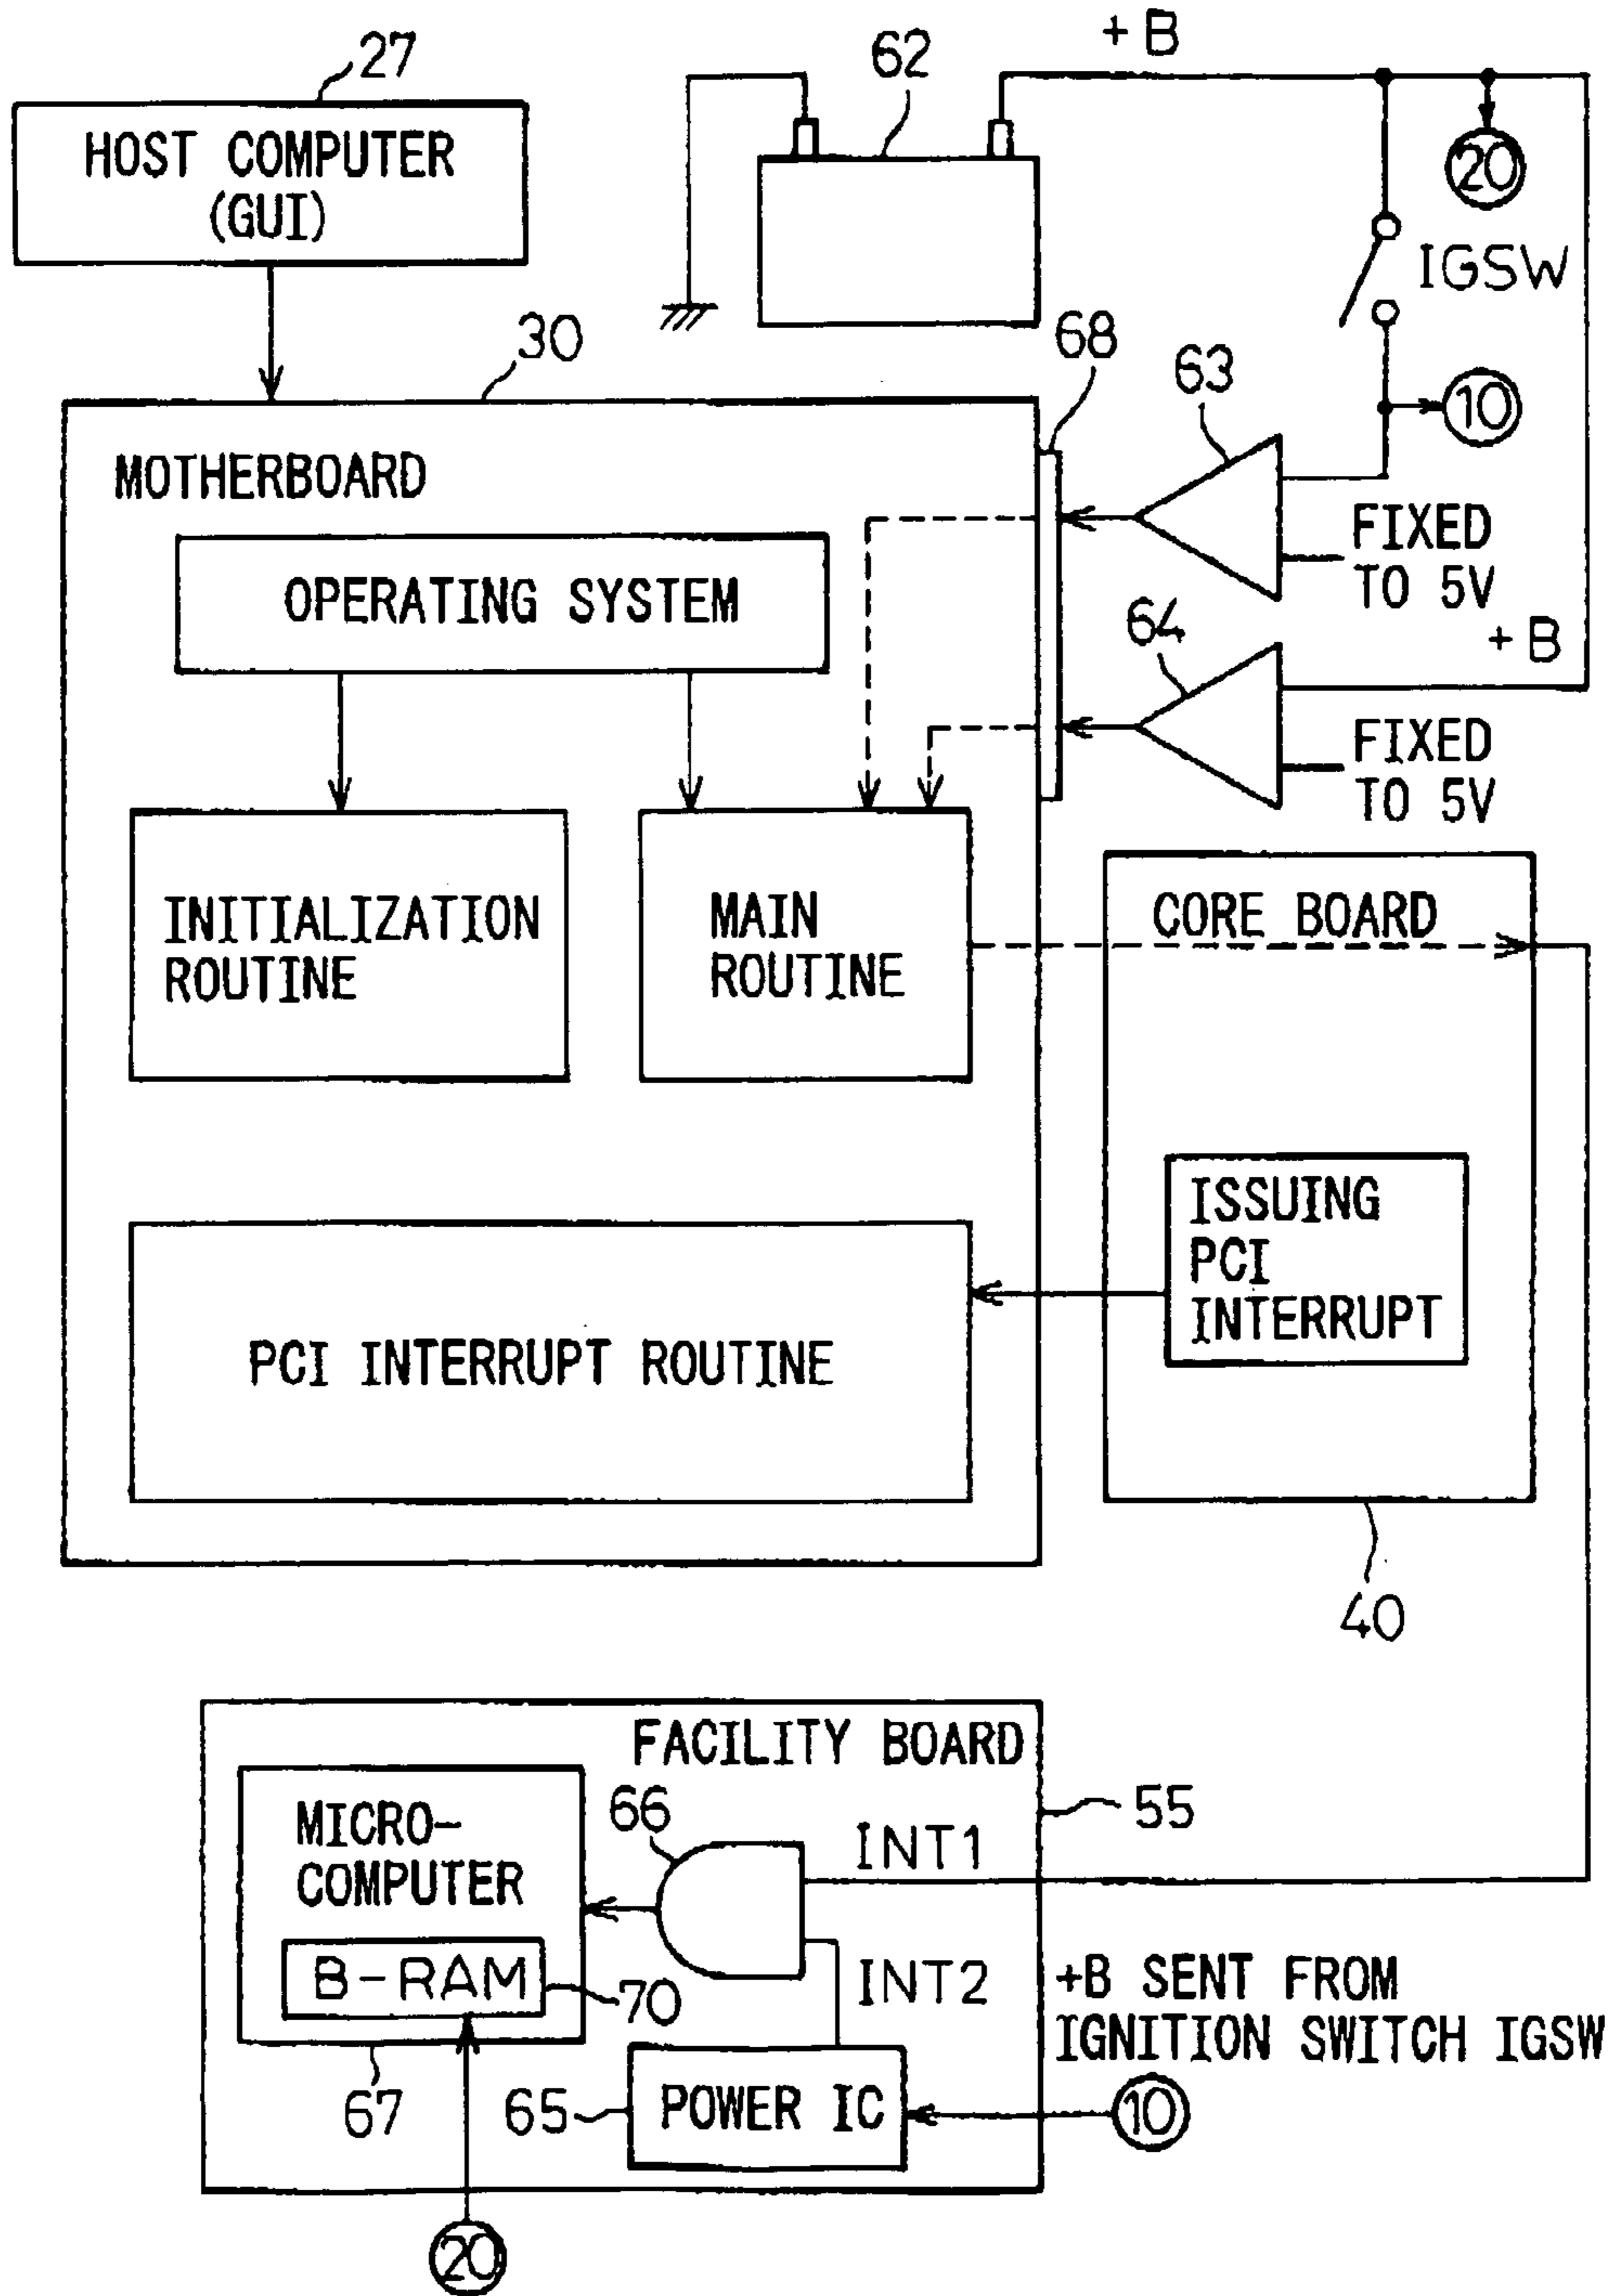 27
HOST COMPUTER
(GUI)
62
+B
20
IGSW
10
30
68
63
MOTHERBOARD
OPERATING SYSTEM
FIXED
TO 5V
64
+B
FIXED
TO 5V
INITIALIZATION
ROUTINE
MAIN
ROUTINE
CORE BOARD
ISSUING
PCI
INTERRUPT
PCI INTERRUPT ROUTINE
40
FACILITY BOARD
55
MICRO-
COMPUTER
66
INT1
B-RAM
70
INT2
+B SENT FROM
IGNITION SWITCH IGSW
67
65
POWER IC
10
20